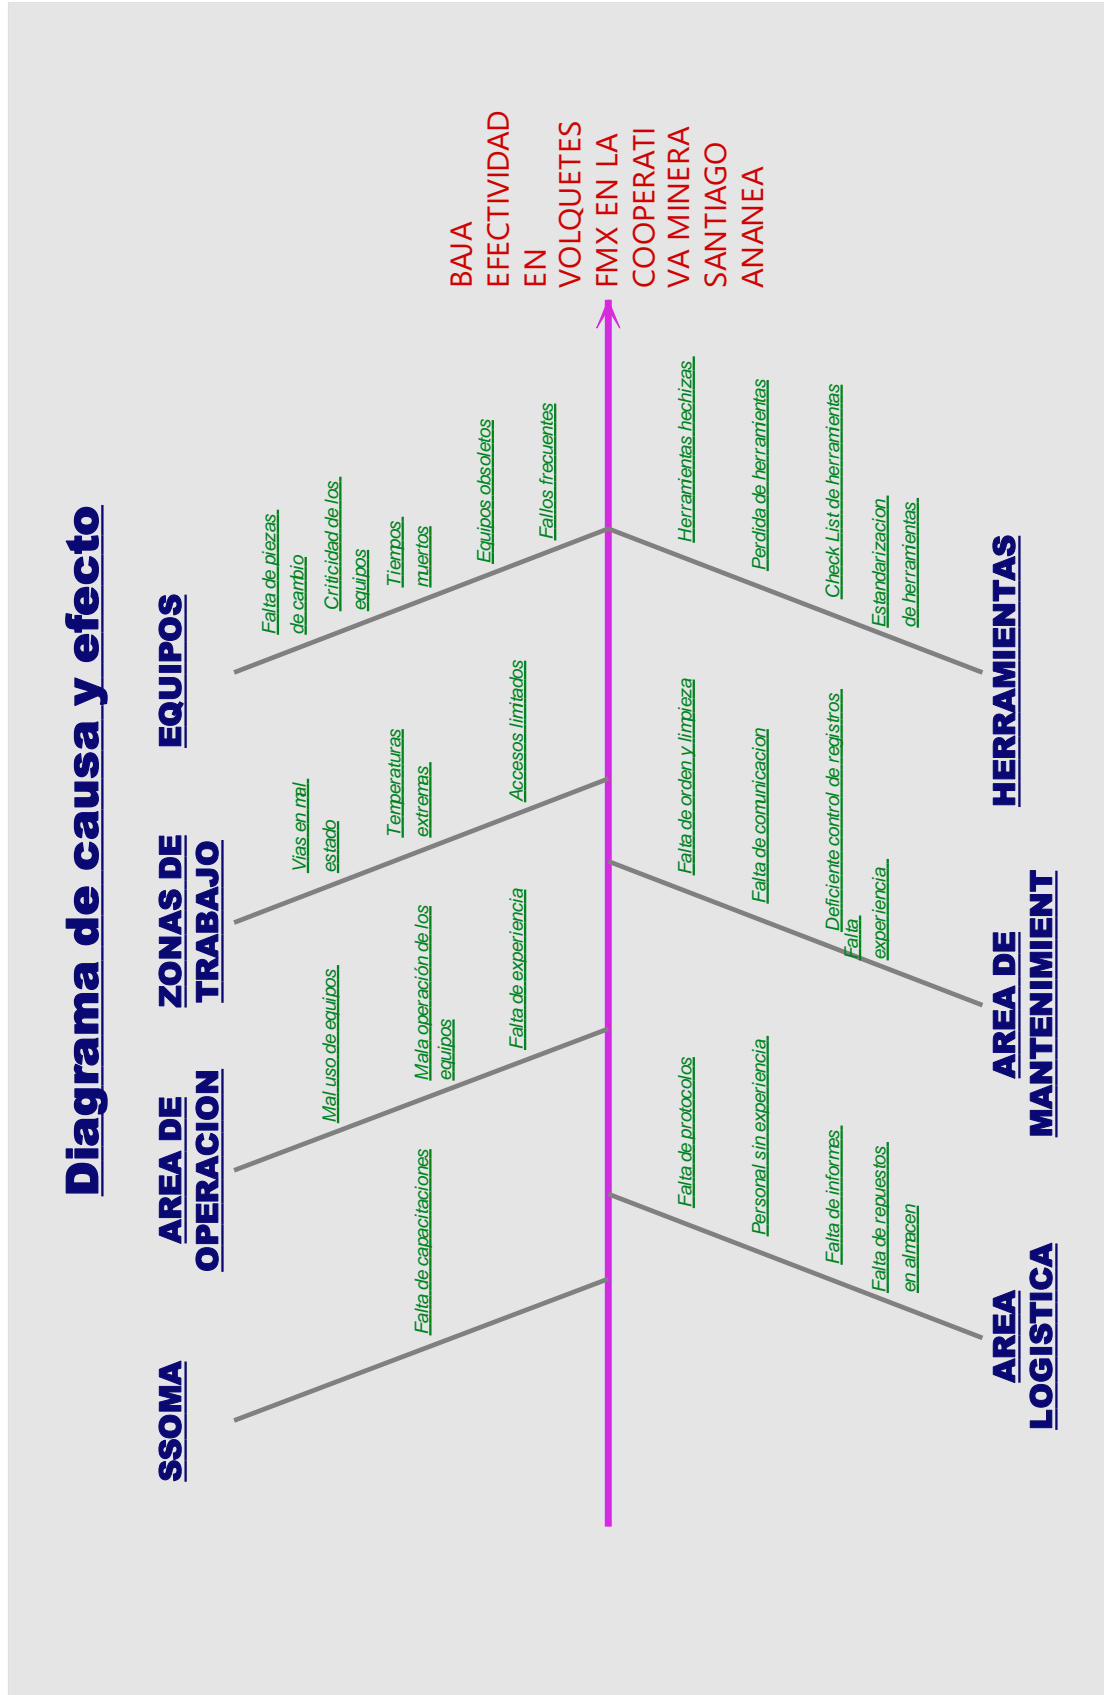 Diagrama de causa y efecto
SSOMA
AREA DE
OPERACION
ZONAS DE
TRABAJO
EQUIPOS
Falta de capacitaciones
Mal uso de equipos
Mala operación de los
equipos
Falta de experiencia
Vias en mal
estado
Temperaturas
extremas
Accesos limitados
Falta de piezas
de cambio
Criticidad de los
equipos
Tiempos
muertos
Equipos obsoletos
Fallos frecuentes
BAJA
EFECTIVIDAD
EN
VOLQUETES
FMX EN LA
COOPERATI
VA MINERA
SANTIAGO
ANANEA
Falta de protocolos
Personal sin experiencia
Falta de informes
Falta de repuestos
en almacen
Falta de orden y limpieza
Falta de comunicacion
Deficiente control de registros
Falta
experiencia
Herramientas hechizas
Perdida de herramientas
Check List de herramientas
Estandarizacion
de herramientas
AREA
LOGISTICA
AREA DE
MANTENIMIENT
HERRAMIENTAS